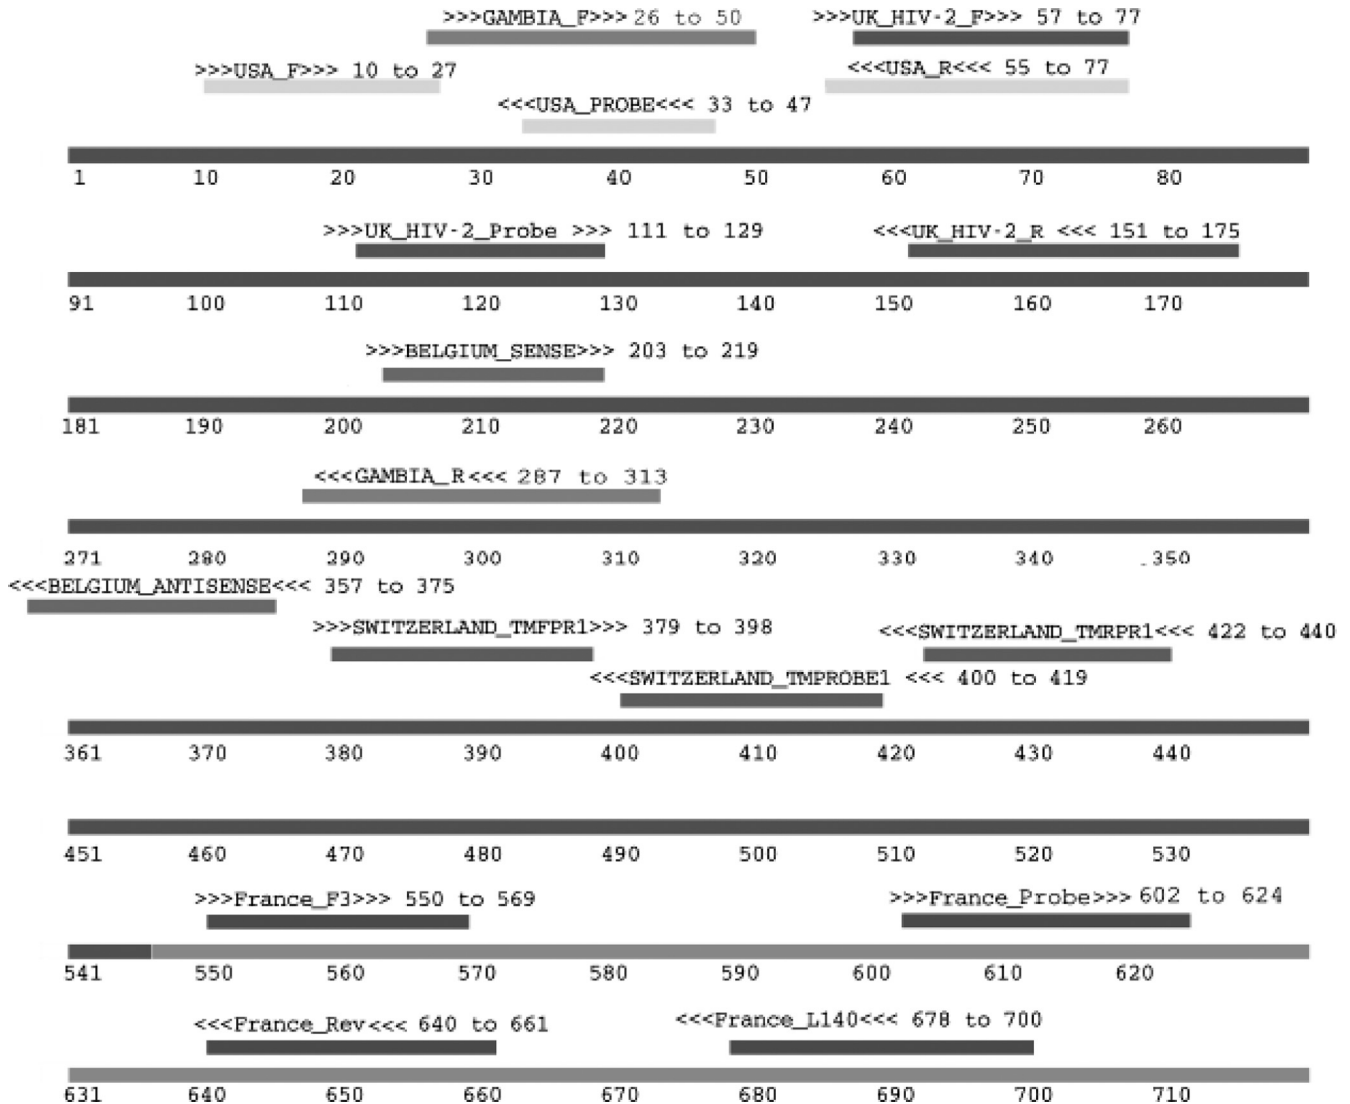 >>>GAMBIA_F>>> 26 to 50 >>>UK_HIV-2_F>>> 57 to 77
>>>USA_F>>> 10 to 27 <<<USA_R<<< 55 to 77
<<<USA_PROBE<<< 33 to 47
1 10 20 30 40 50 60 70 80
>>>UK_HIV-2_Probe >>> 111 to 129 <<<UK_HIV-2_R <<< 151 to 175
91 100 110 120 130 140 150 160 170
>>>BELGIUM_SENSE>>> 203 to 219
181 190 200 210 220 230 240 250 260
<<<GAMBIA_R<<< 287 to 313
271 280 290 300 310 320 330 340 350
<<<BELGIUM_ANTISENSE<<< 357 to 375
>>>SWITZERLAND_TMFPR1>>> 379 to 398 <<<SWITZERLAND_TMRPR1<<< 422 to 440
<<<SWITZERLAND_TMPROBE1 <<< 400 to 419
361 370 380 390 400 410 420 430 440
451 460 470 480 490 500 510 520 530
>>>France_F3>>> 550 to 569 >>>France_Probe>>> 602 to 624
541 550 560 570 580 590 600 610 620
<<<France_Rev<<< 640 to 661 <<<France_L140<<< 678 to 700
631 640 650 660 670 680 690 700 710